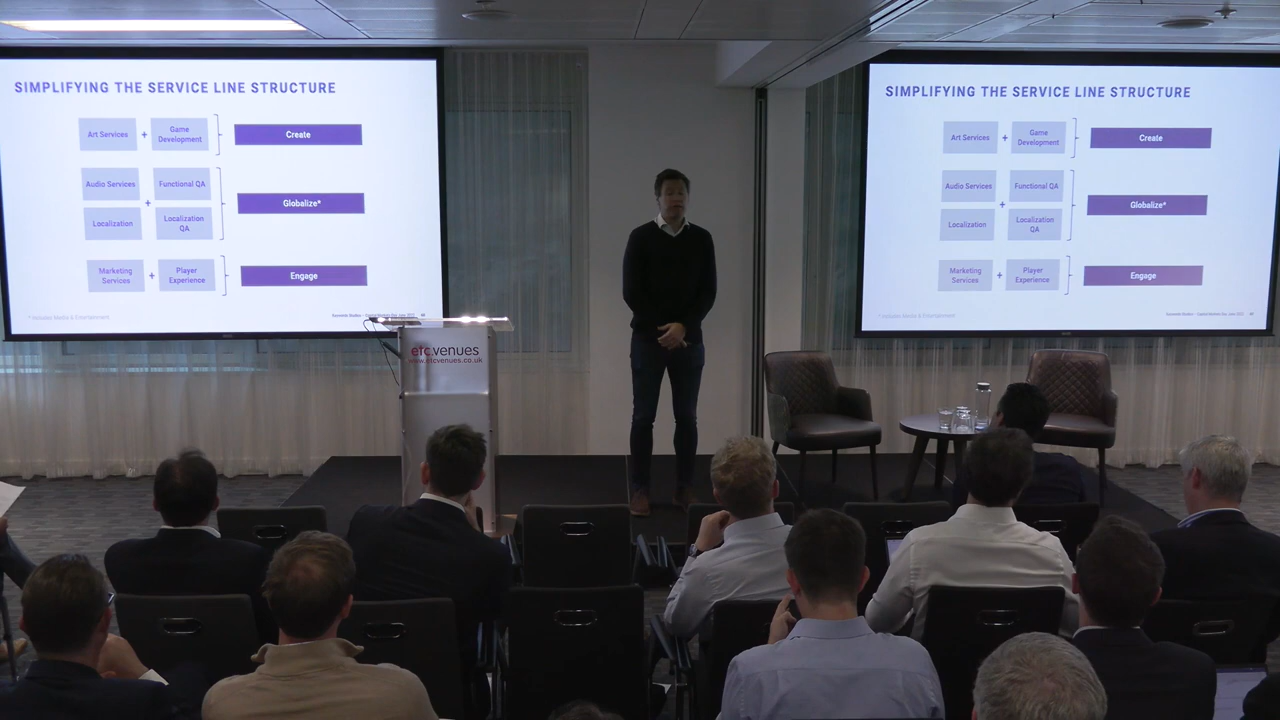 SIMPLIFYING THE SERVICE LINE STRUCTURE
Art Services + Game Development Create
Audio Services Functional QA
+ Globalize*
Localization Localization QA
Marketing Services + Player Experience Engage
* Includes Media & Entertainment
etc.venues
www.etcvenues.co.uk
SIMPLIFYING THE SERVICE LINE STRUCTURE
Art Services + Game Development Create
Audio Services Functional QA
+ Globalize*
Localization Localization QA
Marketing Services + Player Experience Engage
* Includes Media & Entertainment